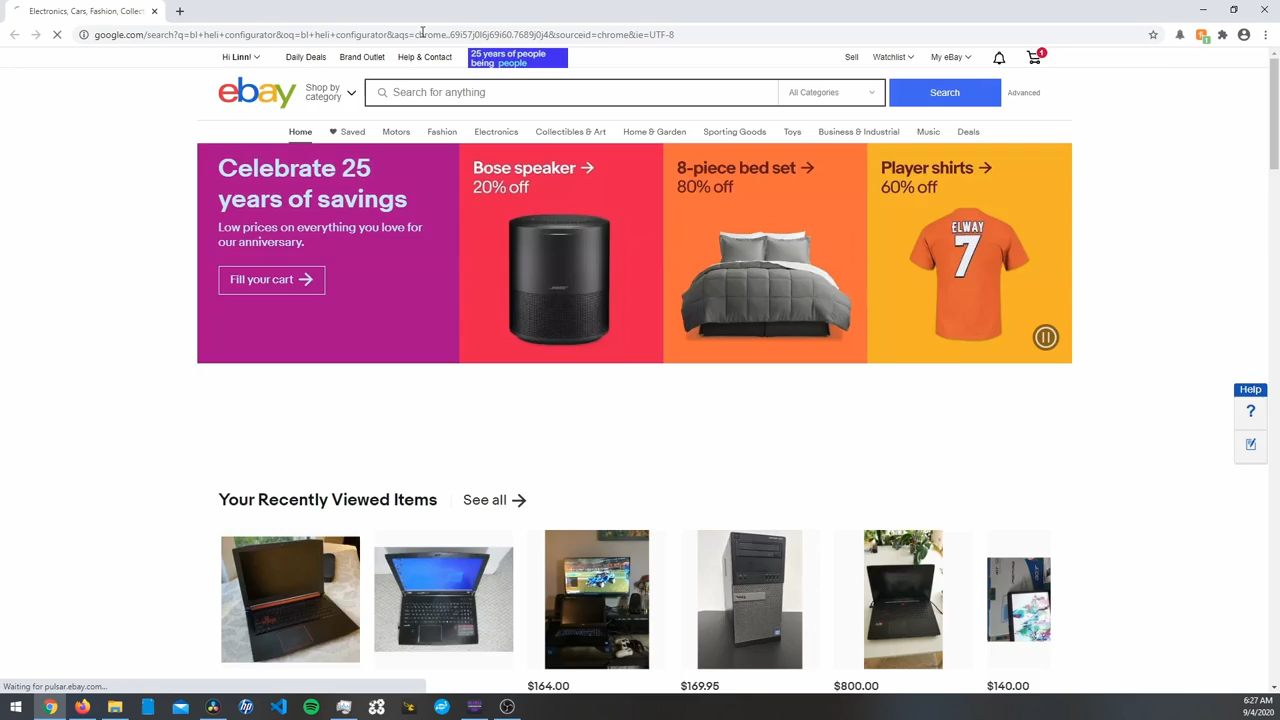 Electronics, Cars, Fashion, Collect
google.com/search?q=bl+heli+configurator&oq=bl+heli+configurator&aqs=chrome..69i57j0l6j69i60.7689j0j4&sourceid=chrome&ie=UTF-8
1
Hi Linn!
Daily Deals
Brand Outlet
Help & Contact
25 years of people
being people
Sell
Watchlist
My eBay
1
ebay
Shop by
category
Search for anything
All Categories
Search
Advanced
Home
Saved
Motors
Fashion
Electronics
Collectibles & Art
Home & Garden
Sporting Goods
Toys
Business & Industrial
Music
Deals
Celebrate 25
years of savings
Low prices on everything you love for
our anniversary.
Fill your cart
Bose speaker
20% off
BOSE
8-piece bed set
80% off
Player shirts
60% off
ELWAY
7
Help
?
Your Recently Viewed Items
See all
$164.00
$169.95
$800.00
$140.00
Waiting for pulsar.ebay.com...
6:27 AM
9/4/2020